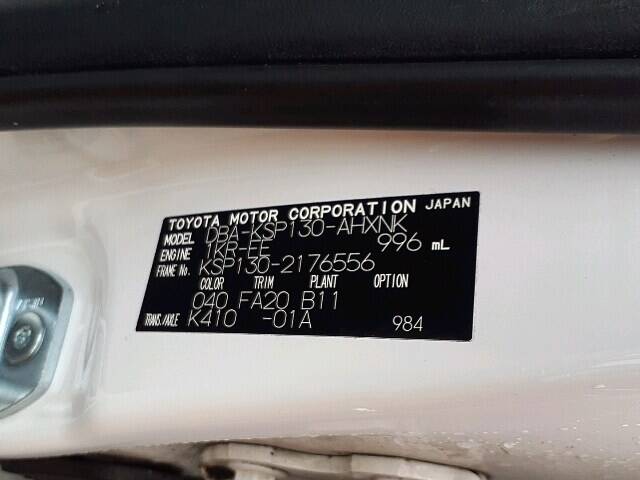 TOYOTA MOTOR CORPORATION JAPAN
MODEL DBA-KSP130-AHXNK
ENGINE 1KR-FE 996 mL
FRAME No. KSP130-2176556
COLOR TRIM PLANT OPTION
040 FA20 B11
TRANS./AXLE K410 -01A 984